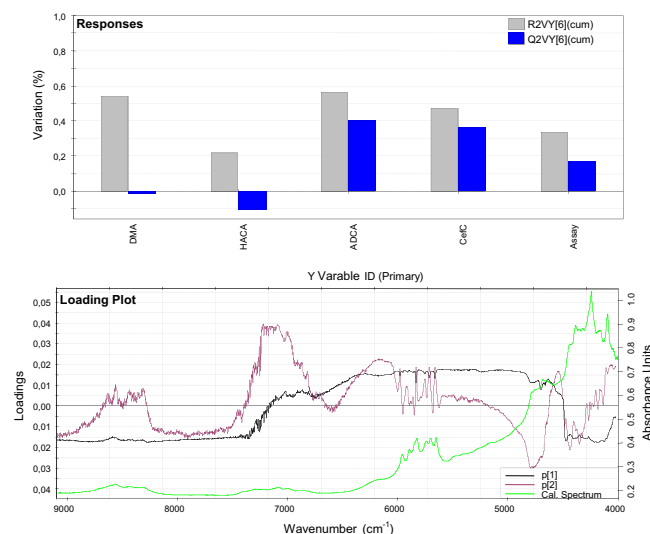 Responses
R2VY[6](cum)
Q2VY[6](cum)
Variation (%)
1,0
0,8
0,6
0,4
0,2
0,0
DMA
HACA
ADCA
CefC
Assay
Y Varable ID (Primary)
Loading Plot
Loadings
0,05
0,04
0,03
0,02
0,01
0,00
0,01
0,02
0,03
0,04
1.0
0.9
0.8
0.7
0.6
0.5
0.4
0.3
0.2
Absorbance Units
p[1]
p[2]
Cal. Spectrum
9000
8000
7000
6000
5000
4000
Wavenumber (cm⁻¹)